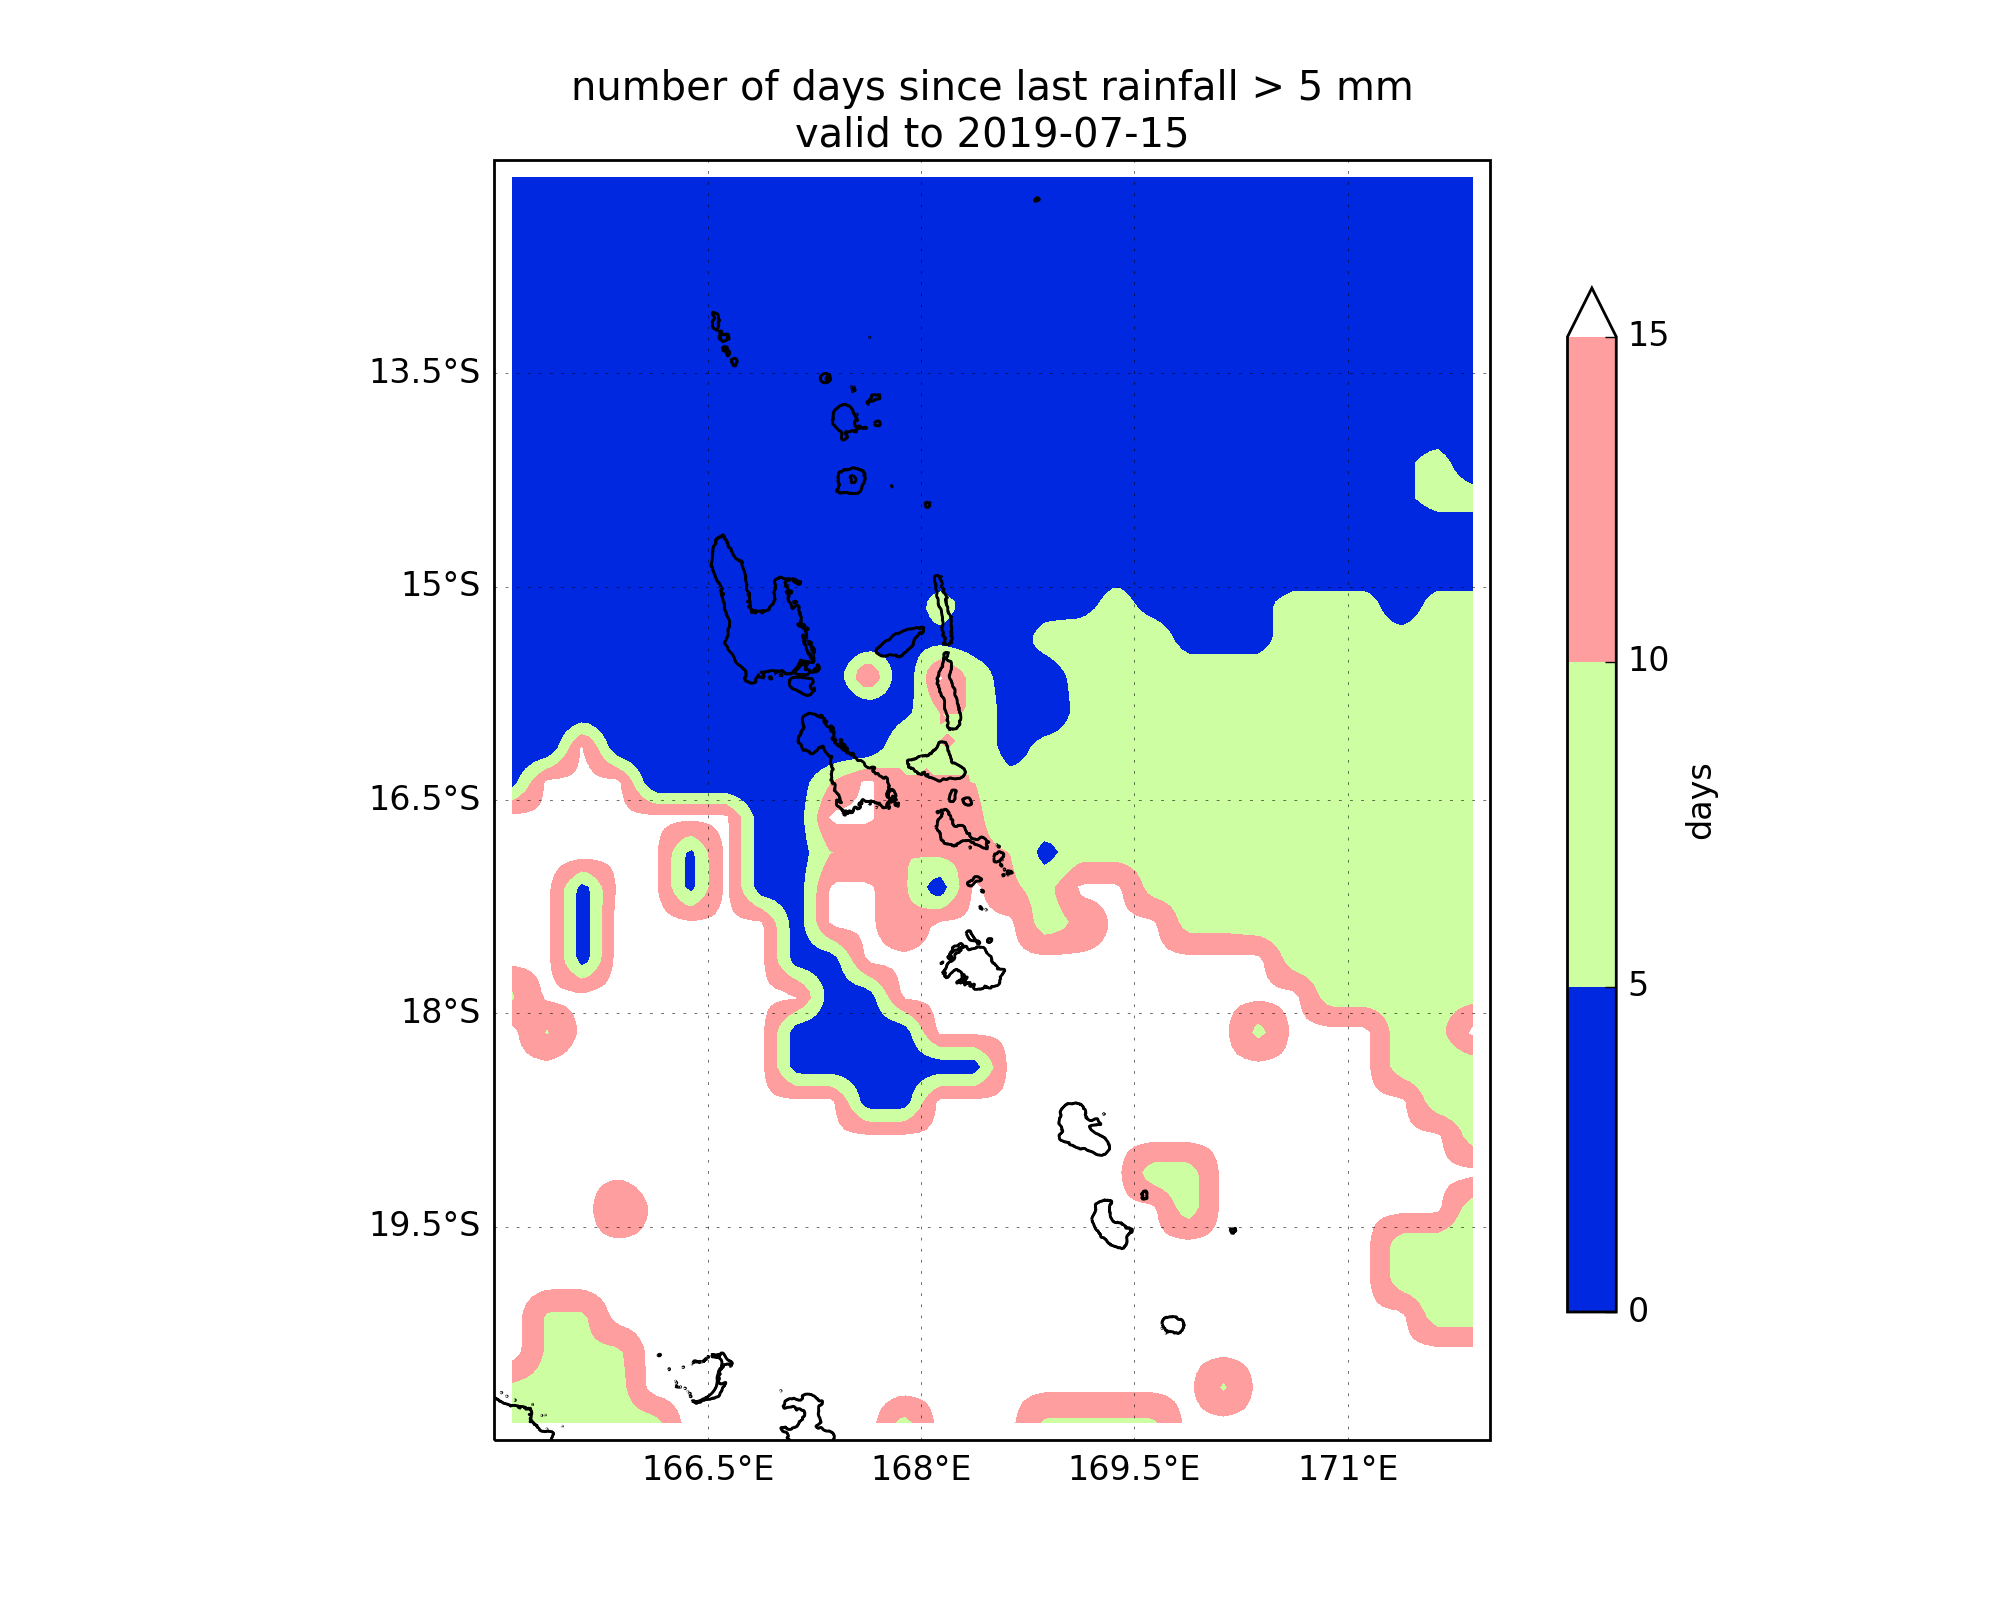 number of days since last rainfall > 5 mm
valid to 2019-07-15
13.5°S
15°S
16.5°S
18°S
19.5°S
166.5°E
168°E
169.5°E
171°E
15
10
5
0
days